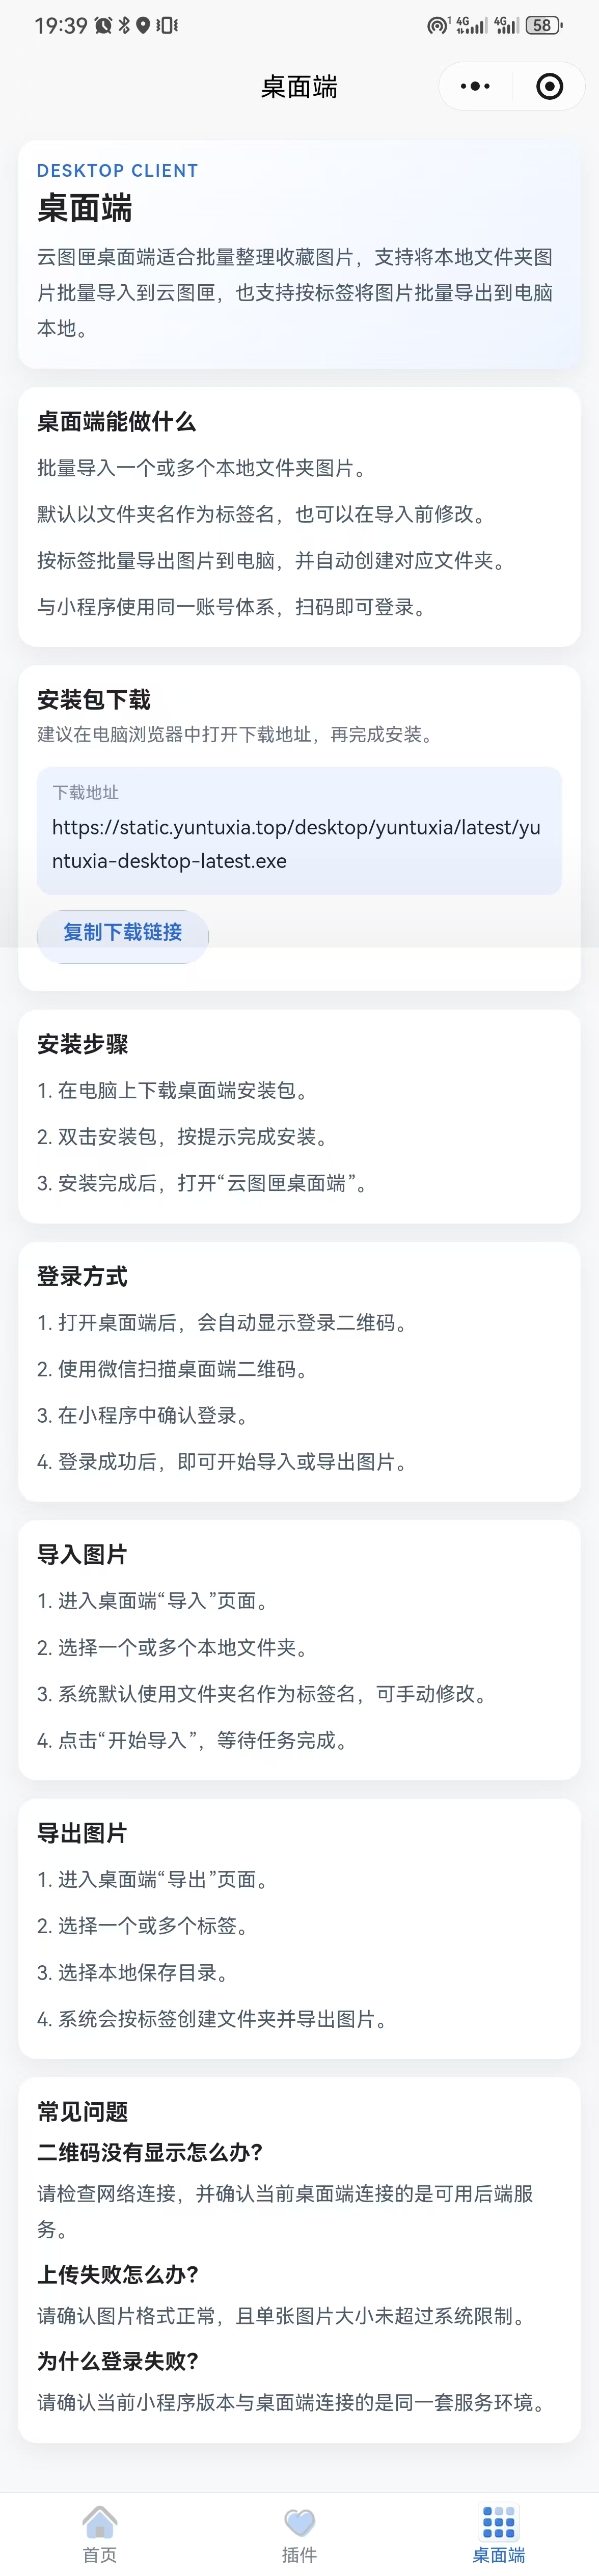 19:39
1 4G 4G 58
桌面端
DESKTOP CLIENT
桌面端
云图匣桌面端适合批量整理收藏图片，支持将本地文件夹图
片批量导入到云图匣，也支持按标签将图片批量导出到电脑
本地。
桌面端能做什么
批量导入一个或多个本地文件夹图片。
默认以文件夹名作为标签名，也可以在导入前修改。
按标签批量导出图片到电脑，并自动创建对应文件夹。
与小程序使用同一账号体系，扫码即可登录。
安装包下载
建议在电脑浏览器中打开下载地址，再完成安装。
下载地址
https://static.yuntuxia.top/desktop/yuntuxia/latest/yu
ntuxia-desktop-latest.exe
复制下载链接
安装步骤
1. 在电脑上下载桌面端安装包。
2. 双击安装包，按提示完成安装。
3. 安装完成后，打开“云图匣桌面端”。
登录方式
1. 打开桌面端后，会自动显示登录二维码。
2. 使用微信扫描桌面端二维码。
3. 在小程序中确认登录。
4. 登录成功后，即可开始导入或导出图片。
导入图片
1. 进入桌面端“导入”页面。
2. 选择一个或多个本地文件夹。
3. 系统默认使用文件夹名作为标签名，可手动修改。
4. 点击“开始导入”，等待任务完成。
导出图片
1. 进入桌面端“导出”页面。
2. 选择一个或多个标签。
3. 选择本地保存目录。
4. 系统会按标签创建文件夹并导出图片。
常见问题
二维码没有显示怎么办？
请检查网络连接，并确认当前桌面端连接的是可用后端服
务。
上传失败怎么办？
请确认图片格式正常，且单张图片大小未超过系统限制。
为什么登录失败？
请确认当前小程序版本与桌面端连接的是同一套服务环境。
首页
插件
桌面端